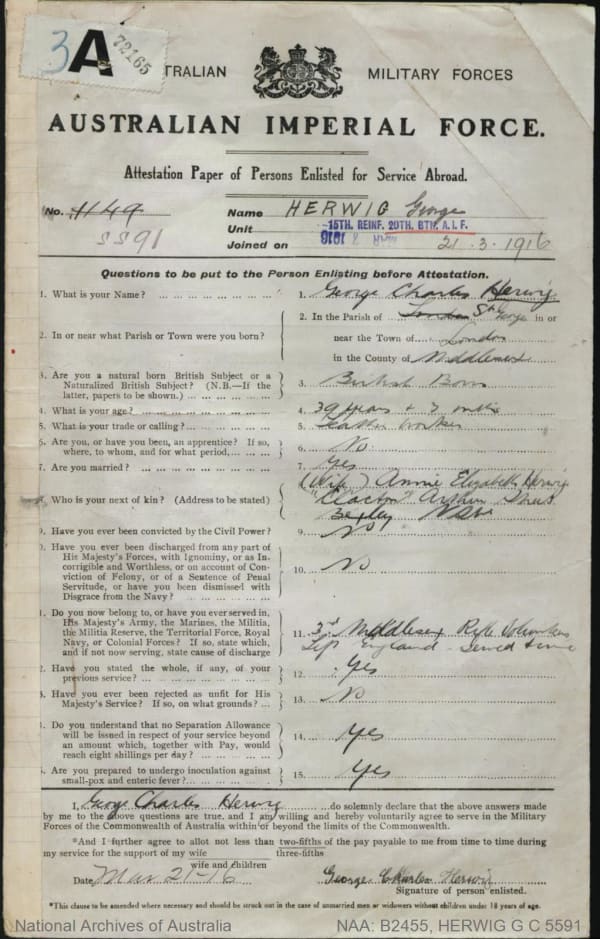 3A 72165
TRALIAN MILITARY FORCES
AUSTRALIAN IMPERIAL FORCE.
Attestation Paper of Persons Enlisted for Service Abroad.
No. 1149 Name HERWIG George
5591 Unit 15TH. REINF. 20TH. BTN. A.I.F.
Joined on 21.3.1916
Questions to be put to the Person Enlisting before Attestation.
1. What is your Name? 1. George Charles Herwig
2. In the Parish of London St George in or
2. In or near what Parish or Town were you born? near the Town of London
in the County of Middlesex
3. Are you a natural born British Subject or a
Naturalized British Subject? (N.B.—If the 3. British Born
latter, papers to be shown.)
4. What is your age? 4. 39 years + 3 mths
5. What is your trade or calling? 5. Leather Worker
6. Are you, or have you been, an apprentice? If so,
where, to whom, and for what period, 6. No
7. Are you married? 7. Yes
(Wife) Annie Elizabeth Herwig
8. Who is your next of kin? (Address to be stated) "Clacton" Arthur Street
Bexley NSW
9. Have you ever been convicted by the Civil Power? 9. No
10. Have you ever been discharged from any part of
His Majesty's Forces, with Ignominy, or as In-
corrigible and Worthless, or on account of Con-
viction of Felony, or of a Sentence of Penal 10. No
Servitude, or have you been dismissed with
Disgrace from the Navy?
11. Do you now belong to, or have you ever served in,
His Majesty's Army, the Marines, the Militia,
the Militia Reserve, the Territorial Force, Royal 11. 3rd Middlesex Rifle Volunteers
Navy, or Colonial Forces? If so, state which, Left England - Served time
and if not now serving, state cause of discharge
12. Have you stated the whole, if any, of your
previous service? 12. Yes
13. Have you ever been rejected as unfit for His
Majesty's Service? If so, on what grounds? 13. No
14. Do you understand that no Separation Allowance
will be issued in respect of your service beyond
an amount which, together with Pay, would 14. Yes
reach eight shillings per day?
15. Are you prepared to undergo inoculation against
small-pox and enteric fever? 15. Yes
I, George Charles Herwig do solemnly declare that the above answers made
by me to the above questions are true, and I am willing and hereby voluntarily agree to serve in the Military
Forces of the Commonwealth of Australia within or beyond the limits of the Commonwealth.
*And I further agree to allot not less than two-fifths of the pay payable to me from time to time during
my service for the support of my wife three-fifths
wife and children
Date Mar 21-16 George Charles Herwig
Signature of person enlisted.
*This clause to be amended where necessary and should be struck out in the case of unmarried men or widowers without children under 18 years of age.
National Archives of Australia NAA: B2455, HERWIG G C 5591